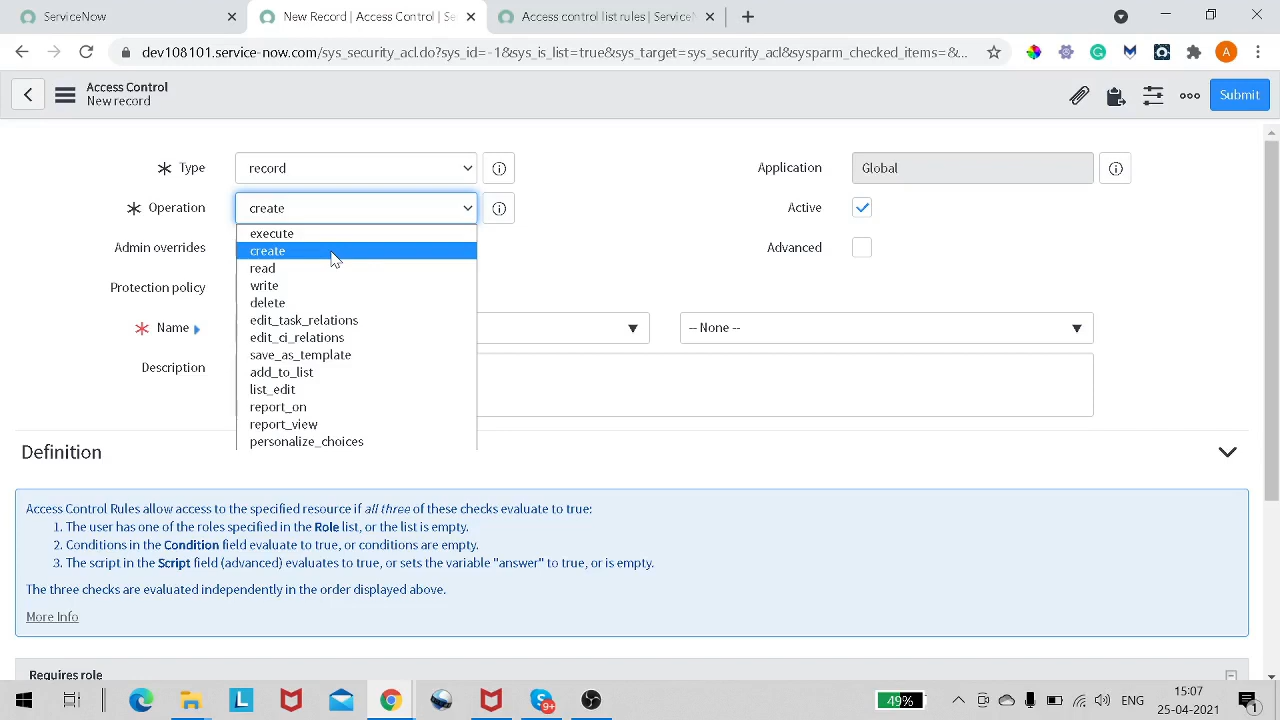 ServiceNow
New Record | Access Control | Se
Access control list rules | Service
dev108101.service-now.com/sys_security_acl.do?sys_id=-1&sys_is_list=true&sys_target=sys_security_acl&sysparm_checked_items=&...
A
Access Control
New record
Submit
Type
record
Application
Global
Operation
create
Active
execute
Admin overrides
create
Advanced
read
Protection policy
write
delete
edit_task_relations
Name
-- None --
edit_ci_relations
save_as_template
Description
add_to_list
list_edit
report_on
report_view
personalize_choices
Definition
Access Control Rules allow access to the specified resource if all three of these checks evaluate to true:
1. The user has one of the roles specified in the Role list, or the list is empty.
2. Conditions in the Condition field evaluate to true, or conditions are empty.
3. The script in the Script field (advanced) evaluates to true, or sets the variable "answer" to true, or is empty.
The three checks are evaluated independently in the order displayed above.
More Info
Requires role
L
9+
49%
ENG
15:07
25-04-2021
1